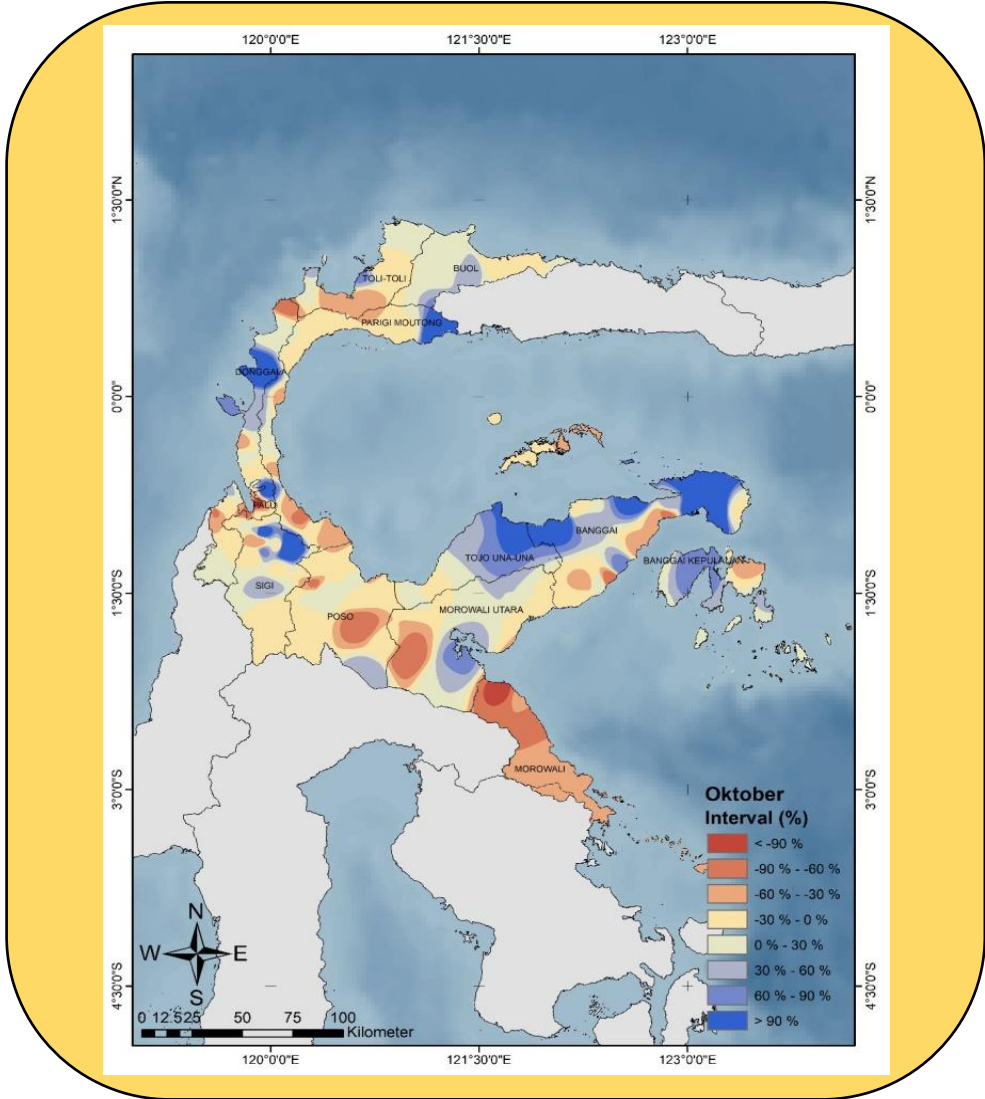 120°0'0"E 121°30'0"E 123°0'0"E
1°30'0"N 1°30'0"N
BUOL
TOLI-TOLI
PARIGI MOUTONG
DONGGALA
0°0'0" 0°0'0"
PALU
BANGGAI
TOJO UNA-UNA
BANGGAI KEPULAUAN
SIGI
1°30'0"S 1°30'0"S
MOROWALI UTARA
POSO
MOROWALI
3°0'0"S 3°0'0"S
Oktober
Interval (%)
< -90 %
-90 % - -60 %
-60 % - -30 %
-30 % - 0 %
0 % - 30 %
30 % - 60 %
60 % - 90 %
> 90 %
N
W E
S
4°30'0"S 4°30'0"S
0 12.525 50 75 100
Kilometer
120°0'0"E 121°30'0"E 123°0'0"E